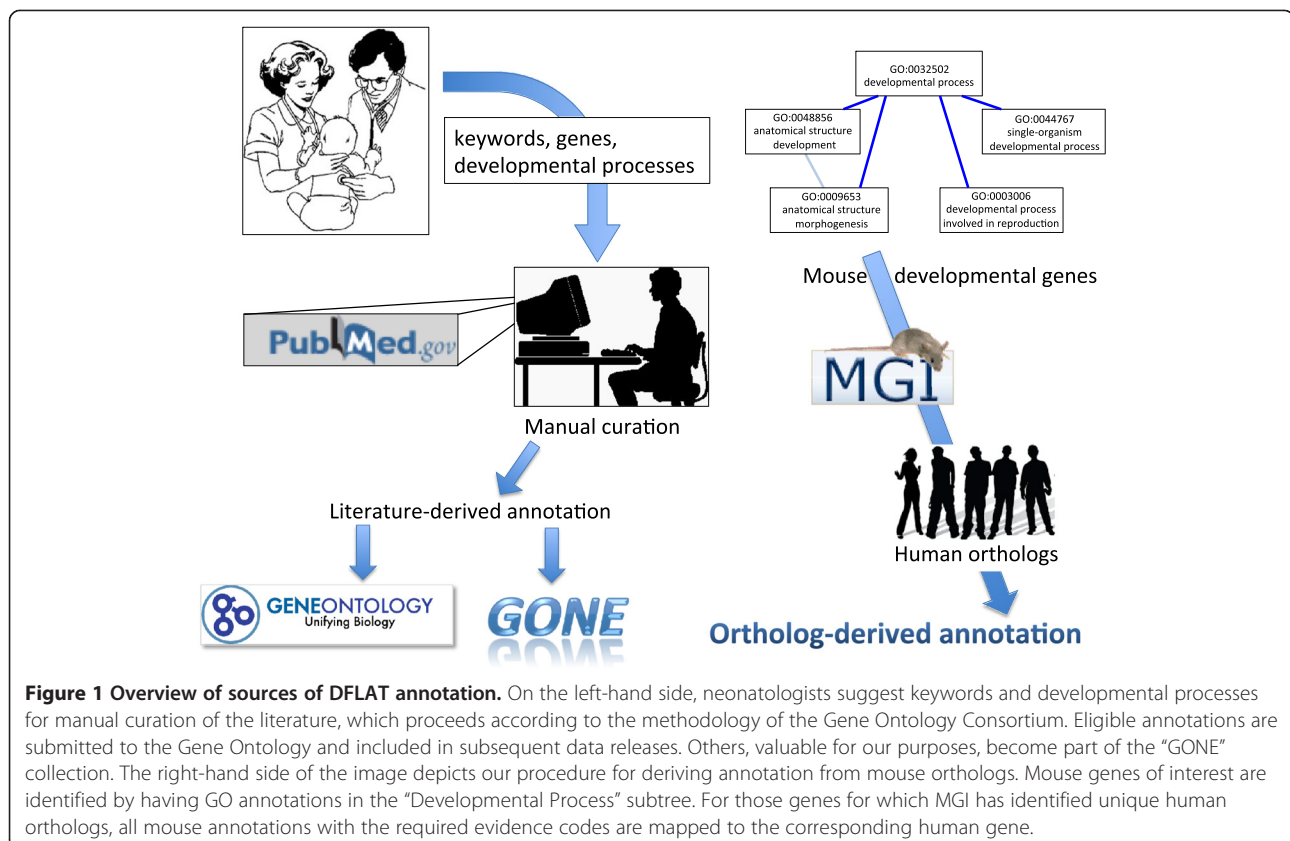 keywords, genes,
developmental processes
PubMed.gov
Manual curation
Literature-derived annotation
GENEONTOLOGY
Unifying Biology
GONE
GO:0032502
developmental process
GO:0048856
anatomical structure
development
GO:0044767
single-organism
developmental process
GO:0009653
anatomical structure
morphogenesis
GO:0003006
developmental process
involved in reproduction
Mouse developmental genes
MGI
Human orthologs
Ortholog-derived annotation
Figure 1 Overview of sources of DFLAT annotation. On the left-hand side, neonatologists suggest keywords and developmental processes
for manual curation of the literature, which proceeds according to the methodology of the Gene Ontology Consortium. Eligible annotations are
submitted to the Gene Ontology and included in subsequent data releases. Others, valuable for our purposes, become part of the “GONE”
collection. The right-hand side of the image depicts our procedure for deriving annotation from mouse orthologs. Mouse genes of interest are
identified by having GO annotations in the “Developmental Process” subtree. For those genes for which MGI has identified unique human
orthologs, all mouse annotations with the required evidence codes are mapped to the corresponding human gene.